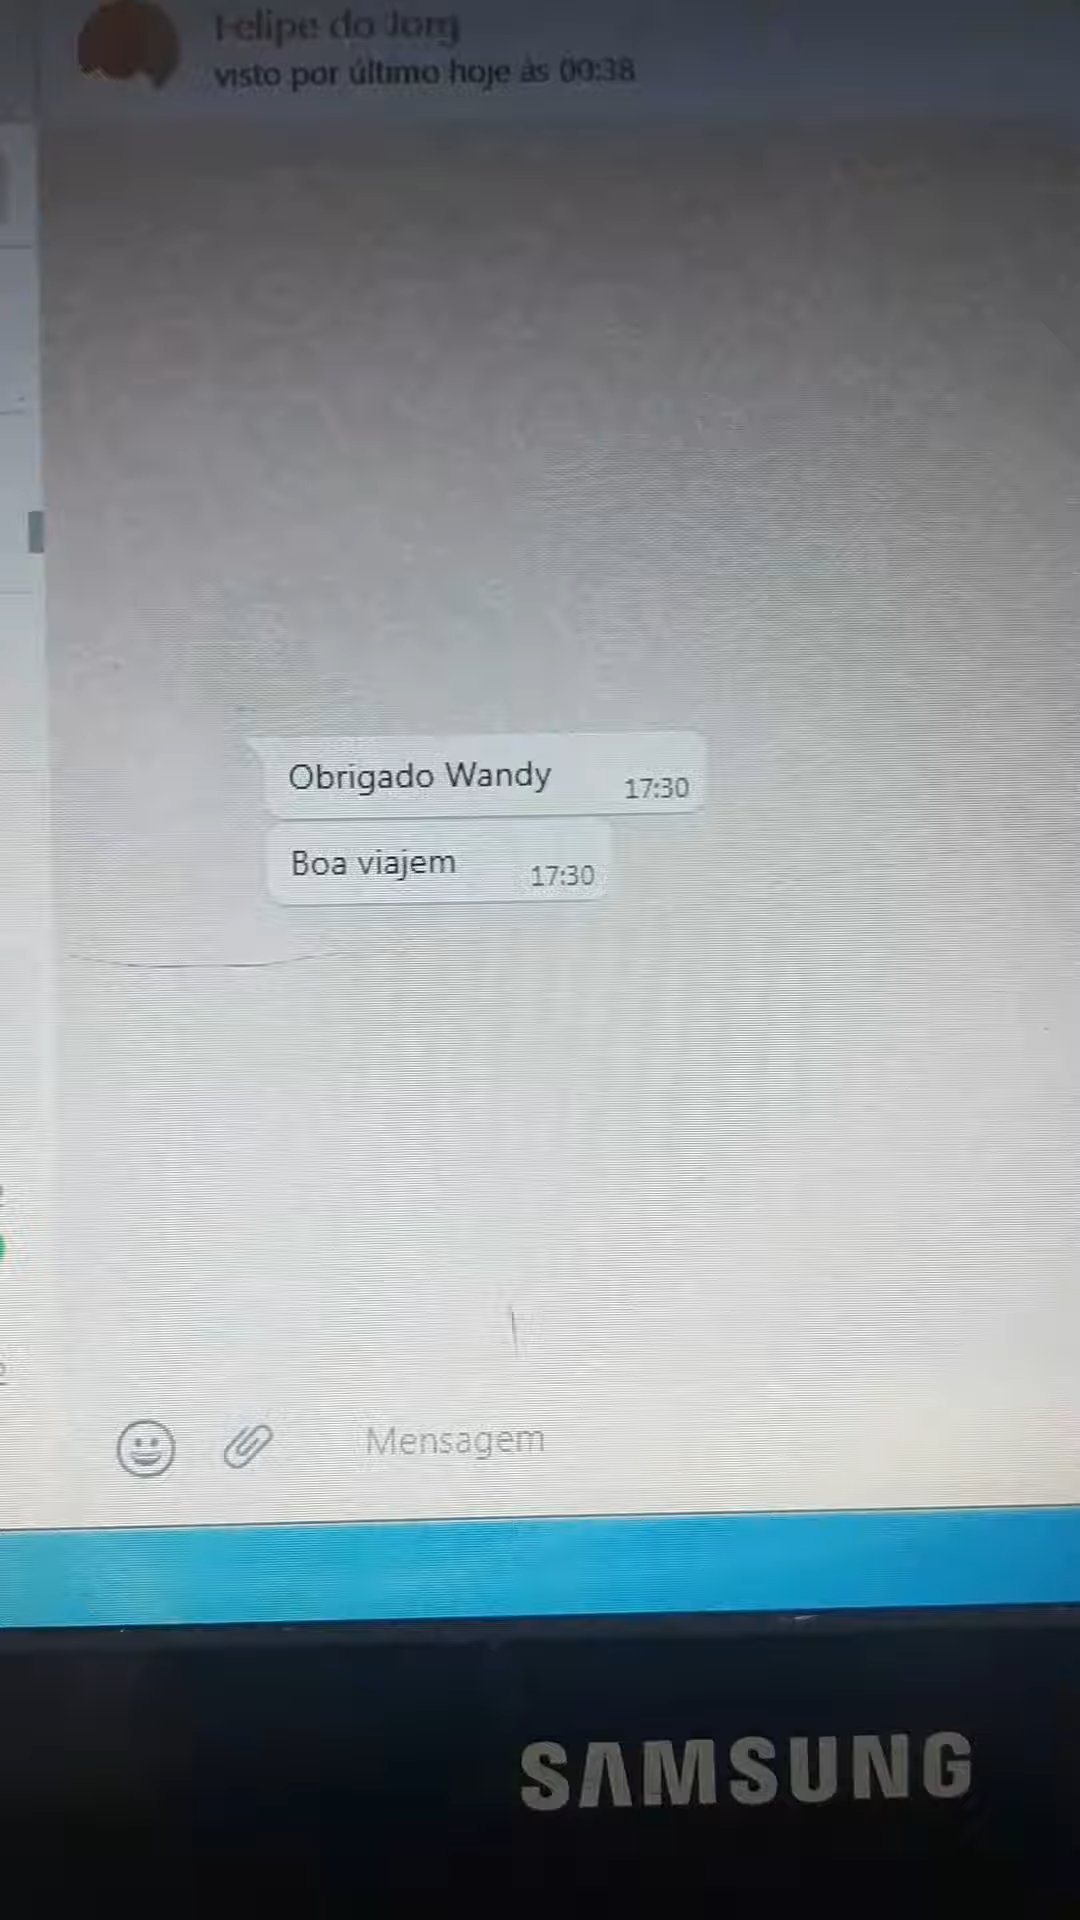 Felipe do Jorg
visto por último hoje às 00:38
Obrigado Wandy 17:30
Boa viajem 17:30
Mensagem
SAMSUNG